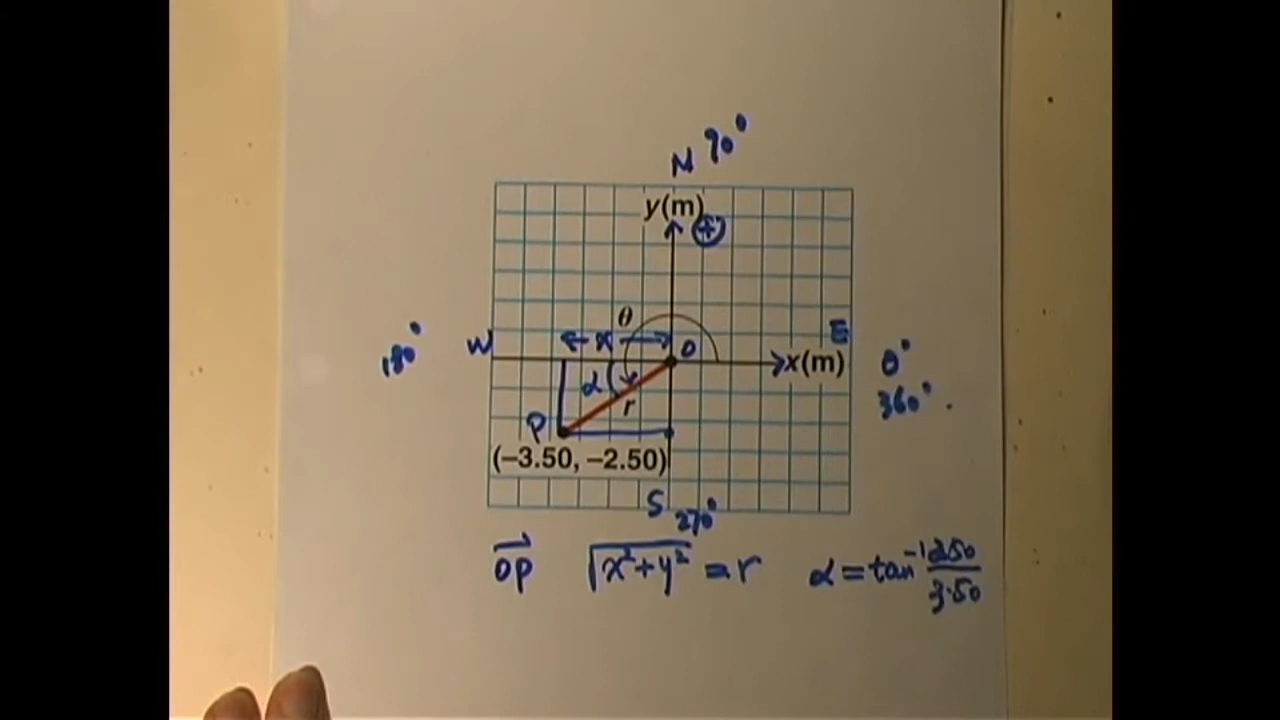 N 90°
y(m)
+
θ
180° W ← x → O E
α x(m) 0°
r 360°.
P
(−3.50, −2.50)
S 270°
OP √x²+y² = r α = tan⁻¹ 2.50/3.50